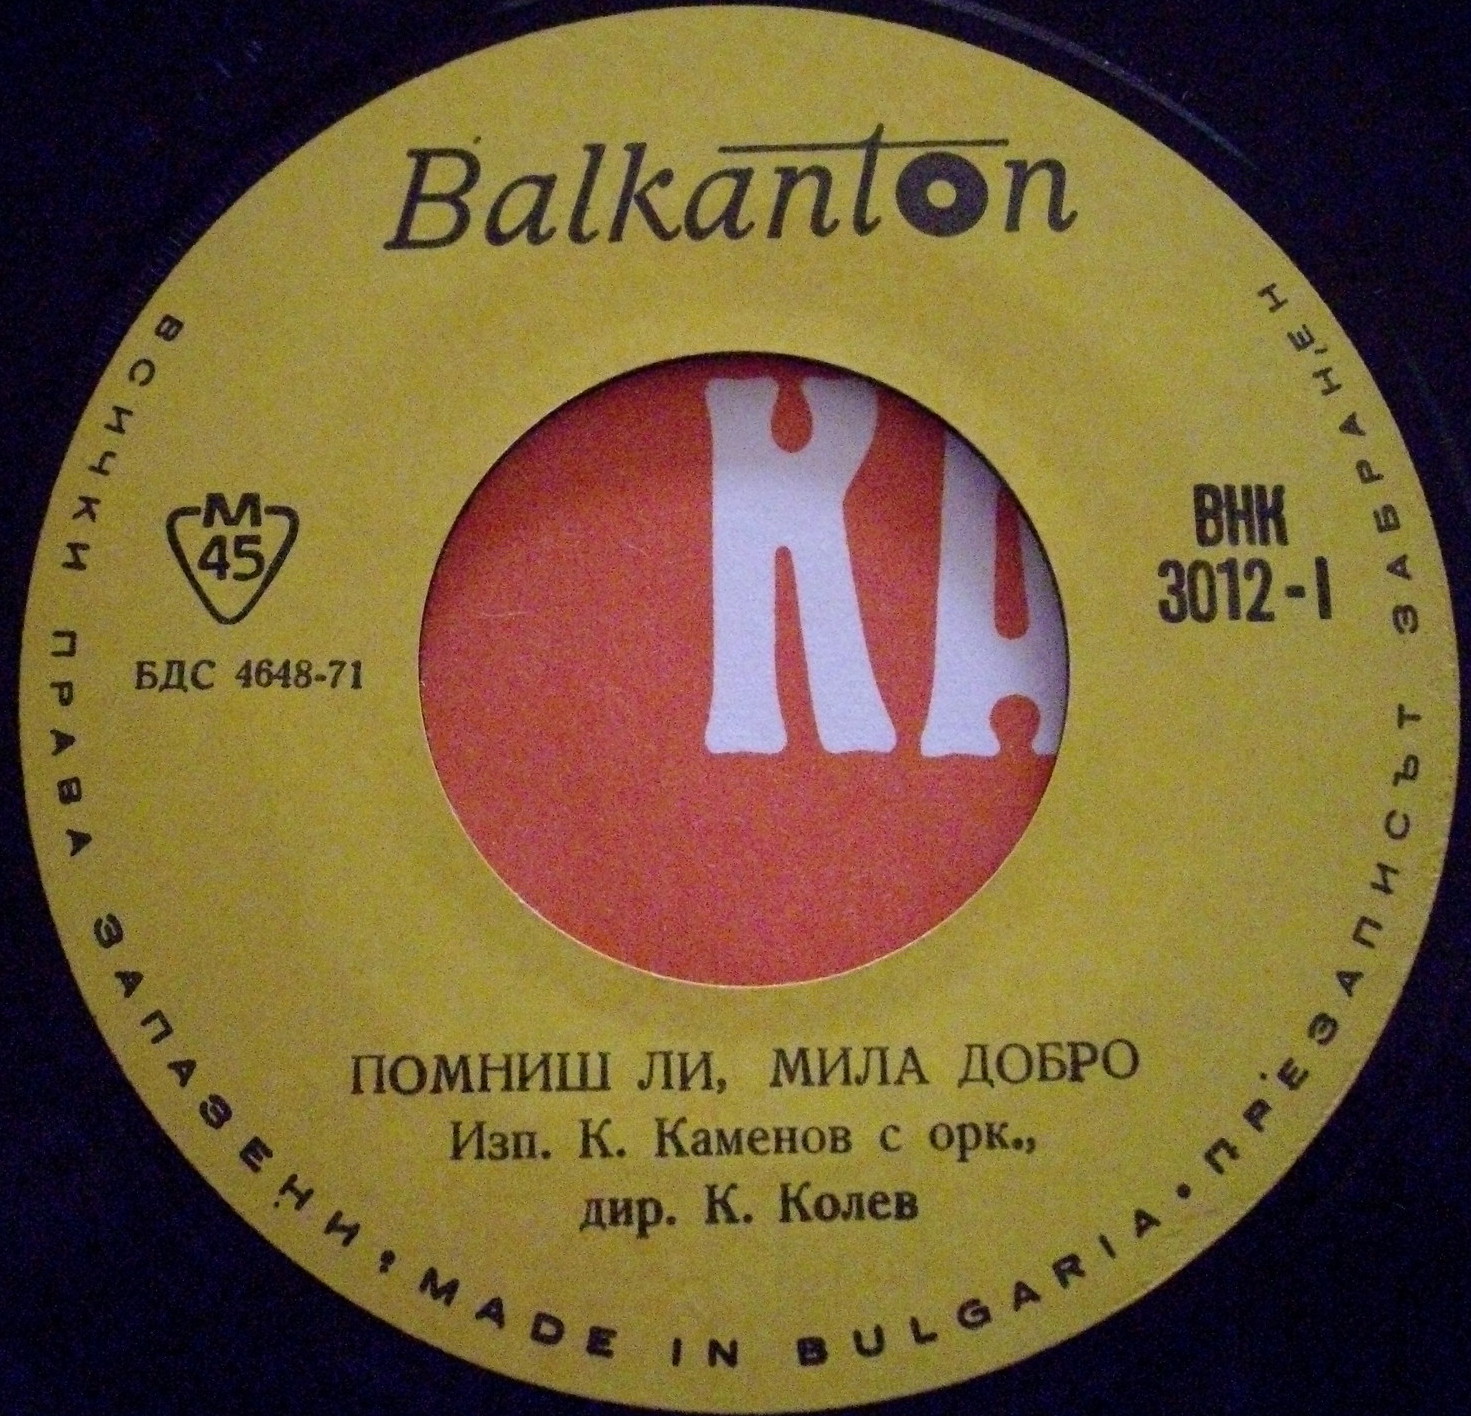 Balkanton
ВСИЧКИ ПРАВА ЗАПАЗЕНИ • MADE IN BULGARIA • ПРЕЗАПИСЪТ ЗАБРАНЕН
М
45
БДС 4648-71
ВНК
3012-I
КА
ПОМНИШ ЛИ, МИЛА ДОБРО
Изп. К. Каменов с орк.,
дир. К. Колев